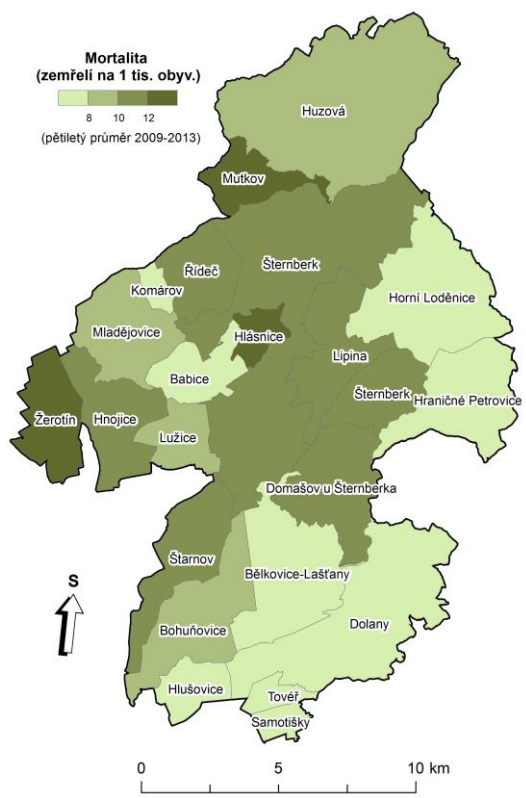 Mortalita
(zemřelí na 1 tis. obyv.)
8 10 12
(pětiletý průměr 2009-2013)
Huzová
Mutkov
Řídeč
Šternberk
Komárov
Horní Loděnice
Mladějovice
Hlásnice
Lipina
Babice
Šternberk
Hraničné Petrovice
Žerotín
Hnojice
Lužice
Domašov u Šternberka
Štarnov
Bělkovice-Lašťany
S
Dolany
Bohuňovice
Hlušovice
Tovéř
Samotišky
0 5 10 km